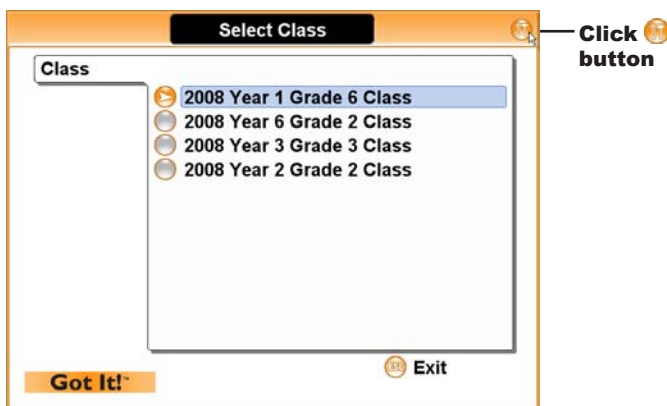 Select Class
Click
button
Class
2008 Year 1 Grade 6 Class
2008 Year 6 Grade 2 Class
2008 Year 3 Grade 3 Class
2008 Year 2 Grade 2 Class
Exit
Got It!™